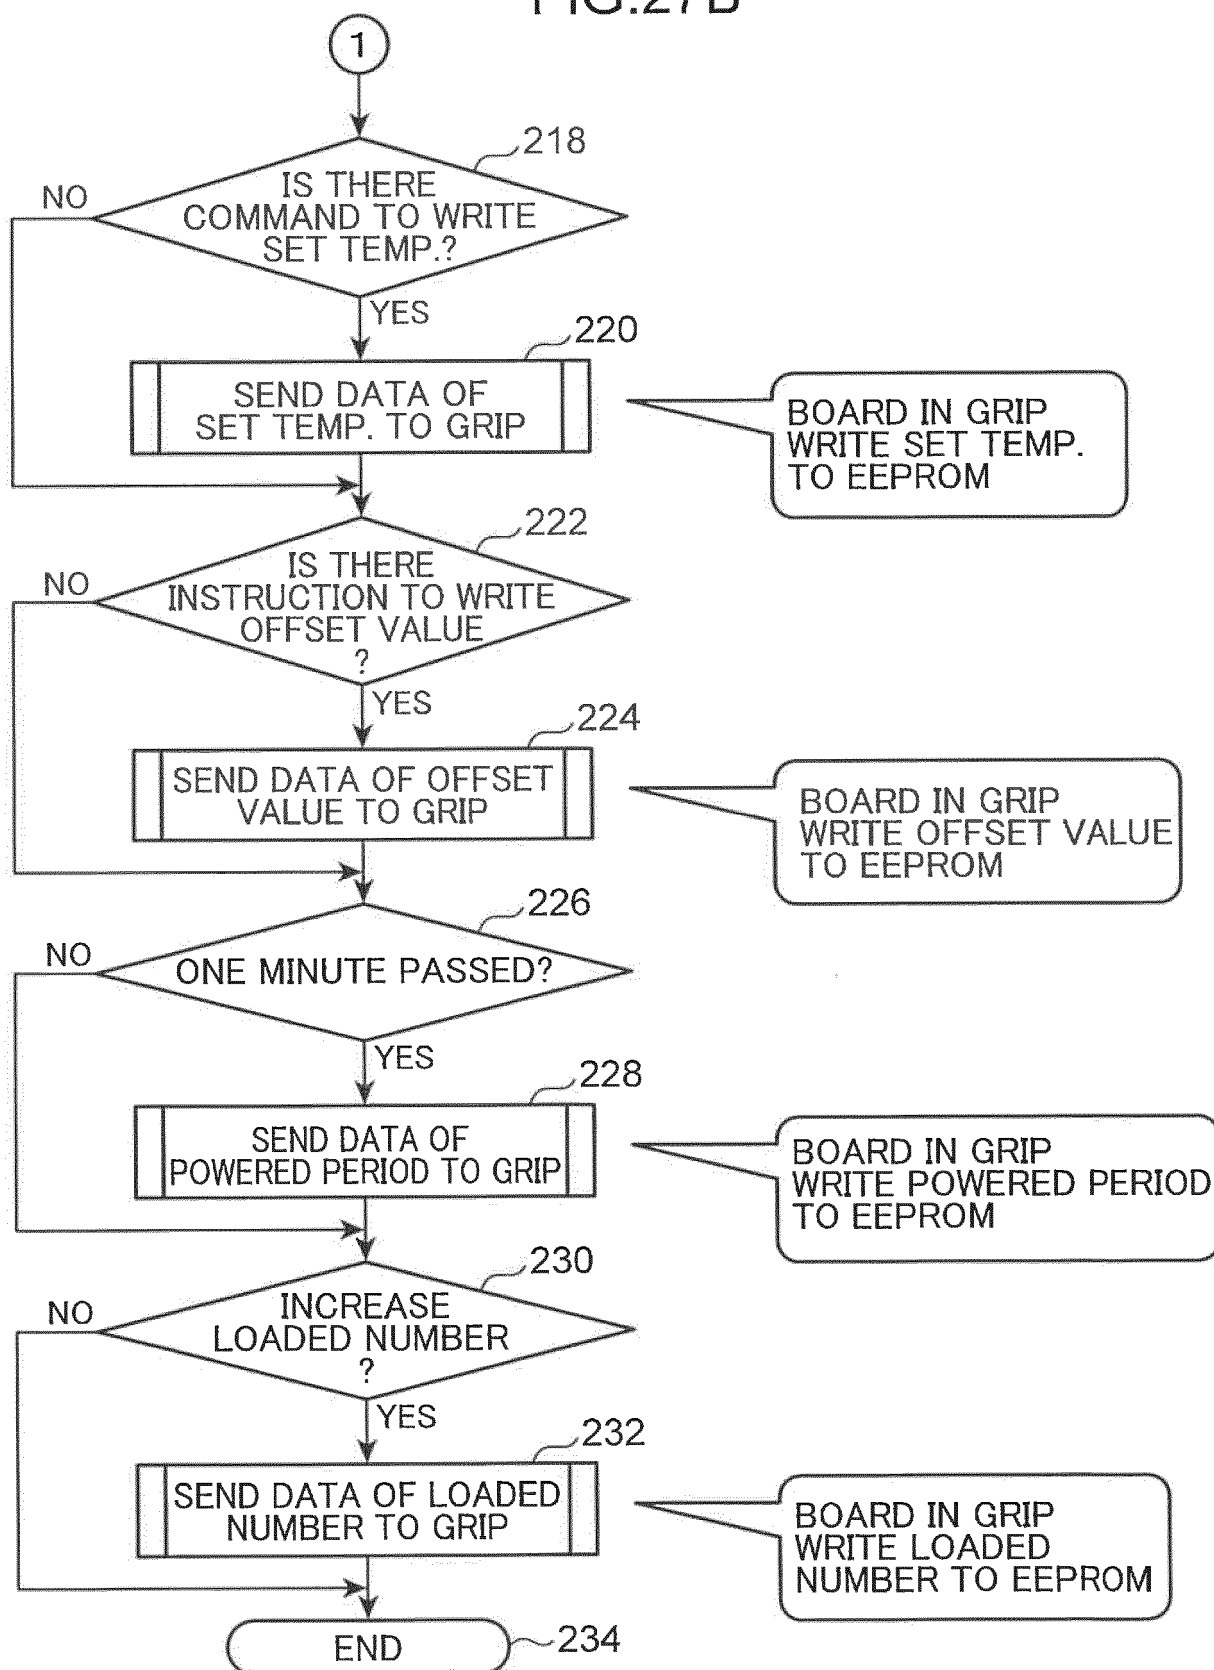 FIG.27B
1
218
IS THERE
COMMAND TO WRITE
SET TEMP.?
NO
YES
220
SEND DATA OF
SET TEMP. TO GRIP
BOARD IN GRIP
WRITE SET TEMP.
TO EEPROM
222
IS THERE
INSTRUCTION TO WRITE
OFFSET VALUE
?
NO
YES
224
SEND DATA OF OFFSET
VALUE TO GRIP
BOARD IN GRIP
WRITE OFFSET VALUE
TO EEPROM
226
ONE MINUTE PASSED?
NO
YES
228
SEND DATA OF
POWERED PERIOD TO GRIP
BOARD IN GRIP
WRITE POWERED PERIOD
TO EEPROM
230
INCREASE
LOADED NUMBER
?
NO
YES
232
SEND DATA OF LOADED
NUMBER TO GRIP
BOARD IN GRIP
WRITE LOADED
NUMBER TO EEPROM
END
234